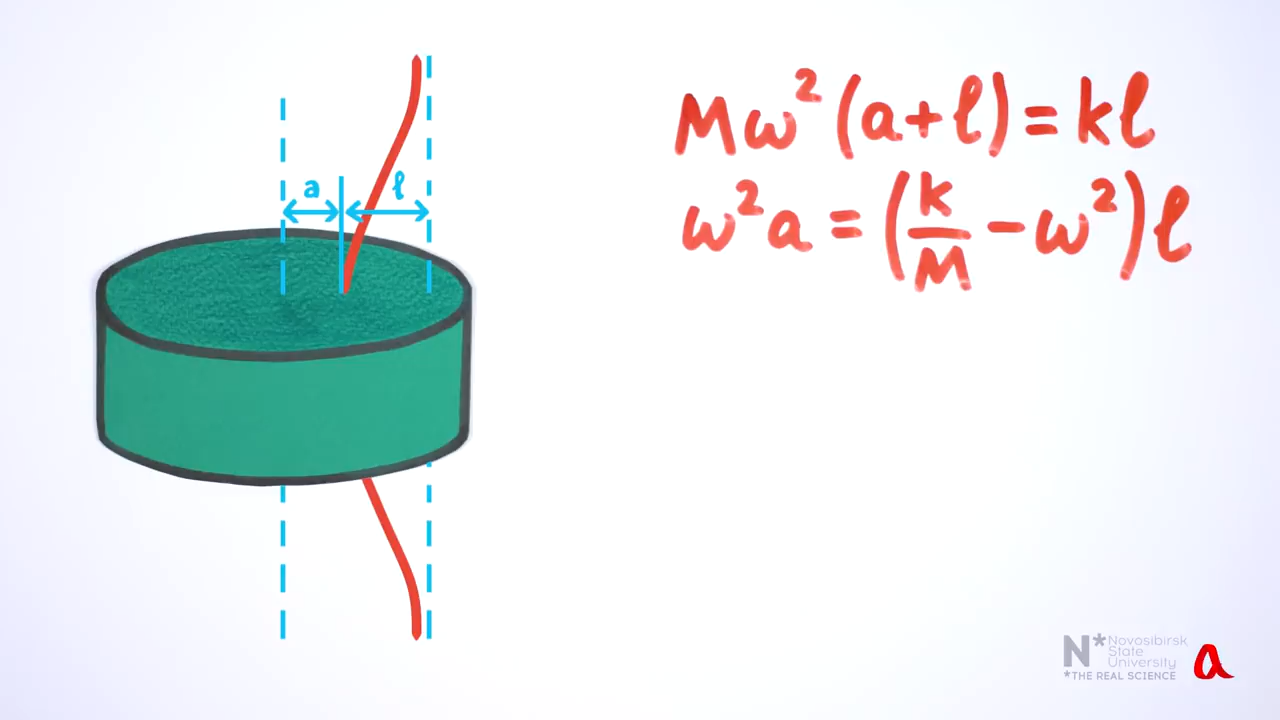 a
l
Mω²(a+l)=kl
ω²a=(k/M-ω²)l
N*
Novosibirsk
State
University
*THE REAL SCIENCE
a